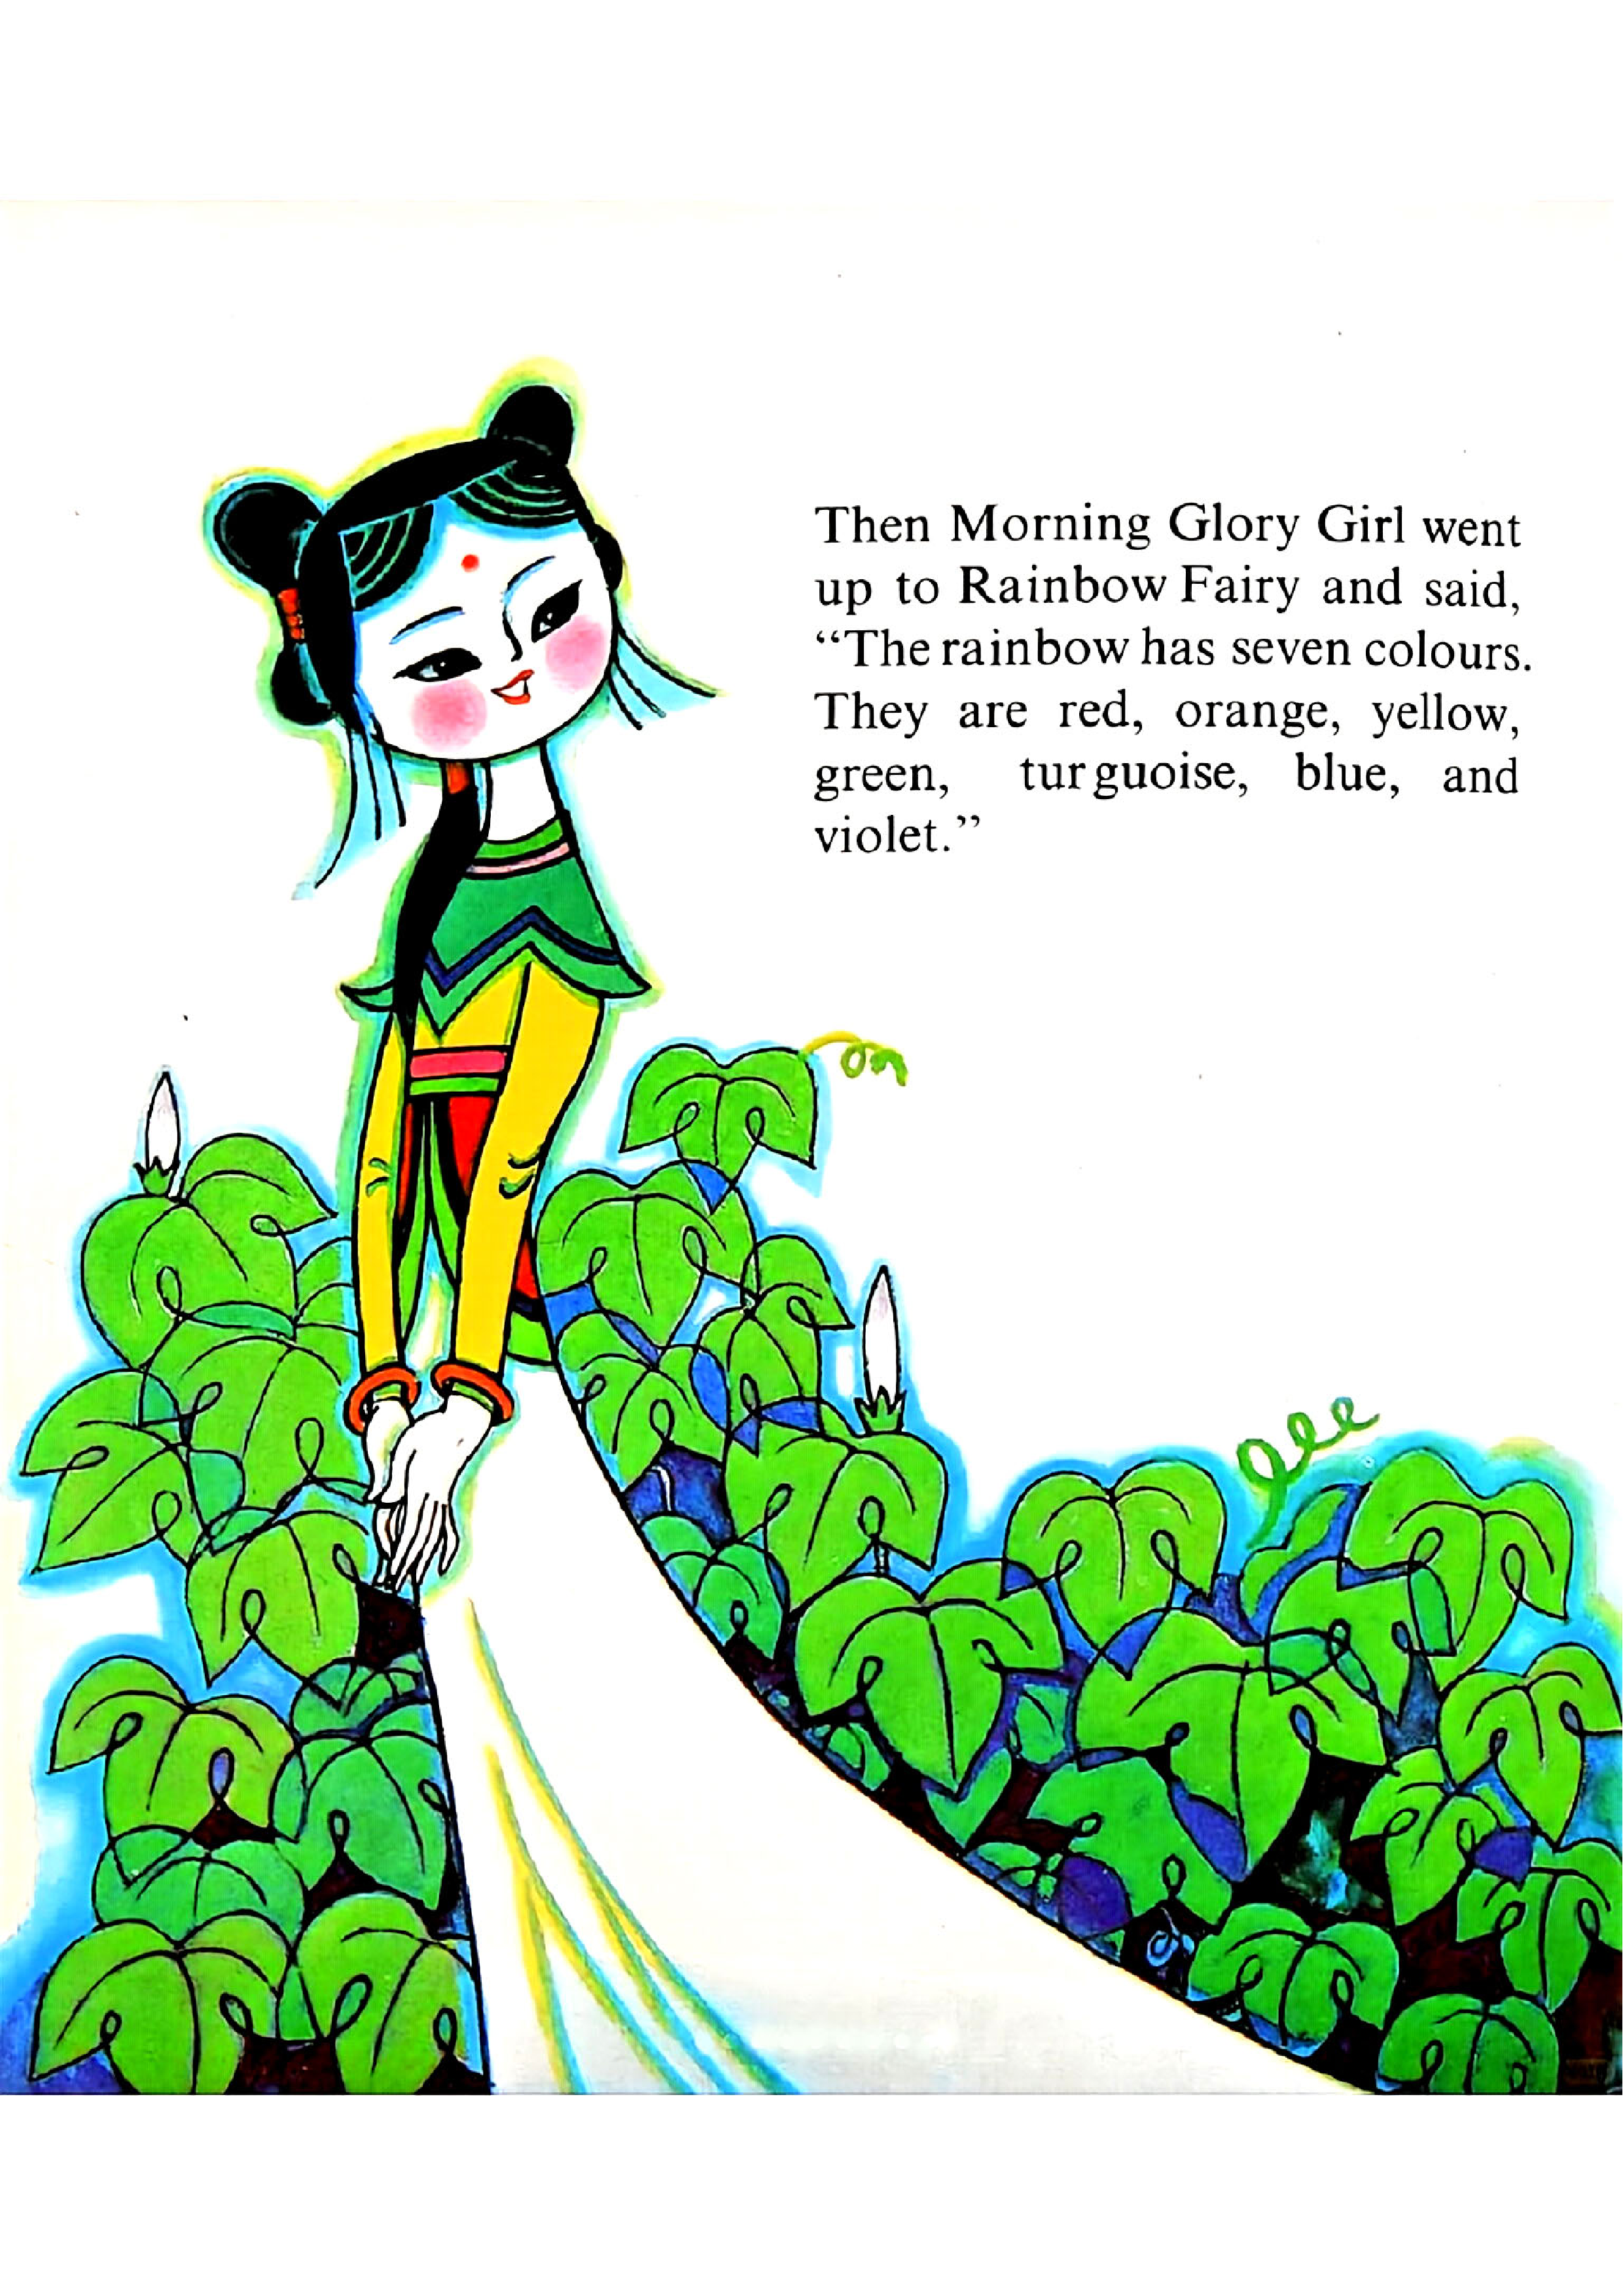 Then Morning Glory Girl went
up to Rainbow Fairy and said,
“The rainbow has seven colours.
They are red, orange, yellow,
green, turguoise, blue, and
violet.”